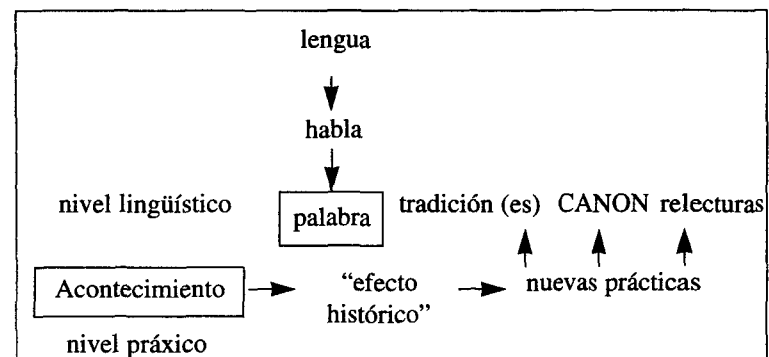 lengua
habla
nivel lingüístico palabra tradición (es) CANON relecturas
Acontecimiento “efecto histórico” nuevas prácticas
nivel práxico